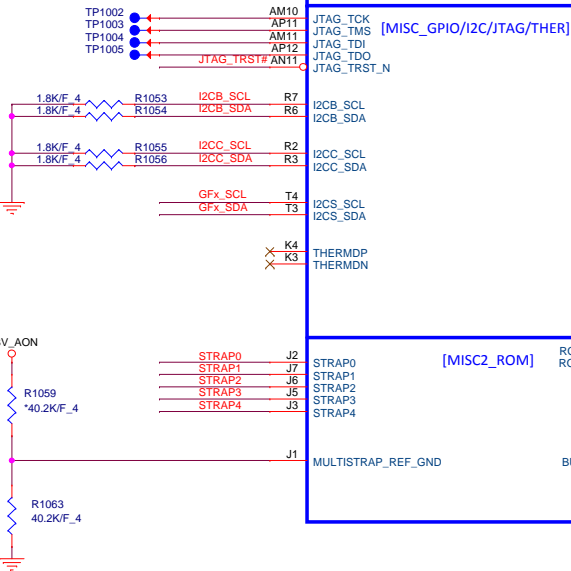 TP1002 AM10 JTAG_TCK
TP1003 AP11 JTAG_TMS [MISC_GPIO/I2C/JTAG/THER]
TP1004 AM11 JTAG_TDI
TP1005 AP12 JTAG_TDO
JTAG_TRST# AN11 JTAG_TRST_N
1.8K/F_4 R1053 I2CB_SCL R7 I2CB_SCL
1.8K/F_4 R1054 I2CB_SDA R6 I2CB_SDA
1.8K/F_4 R1055 I2CC_SCL R2 I2CC_SCL
1.8K/F_4 R1056 I2CC_SDA R3 I2CC_SDA
GFx_SCL T4 I2CS_SCL
GFx_SDA T3 I2CS_SDA
K4 THERMDP
K3 THERMDN
V_AON
STRAP0 J2 STRAP0 [MISC2_ROM] RO
STRAP1 J7 STRAP1 RO
STRAP2 J6 STRAP2
STRAP3 J5 STRAP3
STRAP4 J3 STRAP4
R1059
*40.2K/F_4
J1 MULTISTRAP_REF_GND BU
R1063
40.2K/F_4